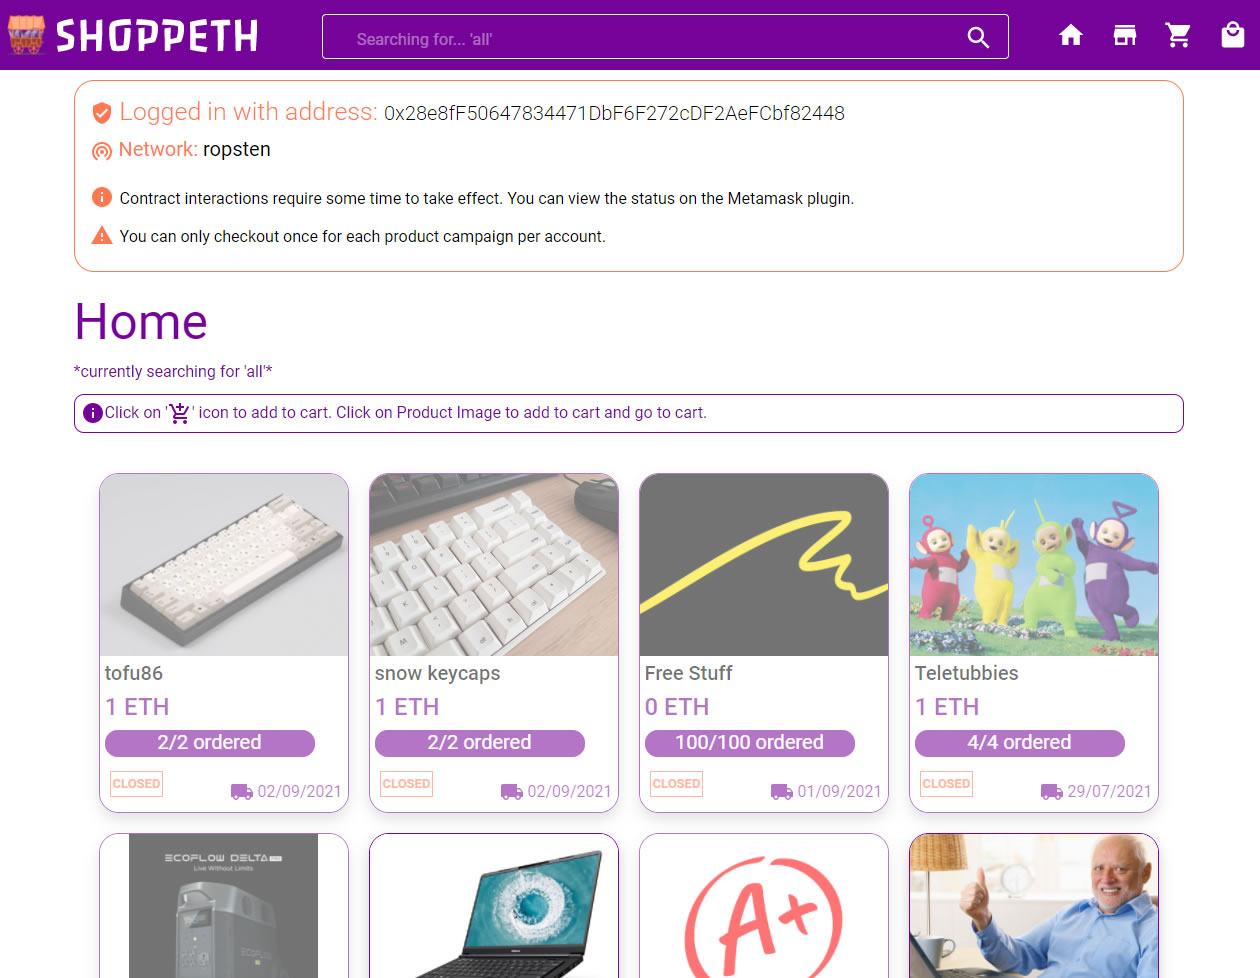 SHOPPETH
Searching for... 'all'
Logged in with address: 0x28e8fF50647834471DbF6F272cDF2AeFCbf82448
Network: ropsten
Contract interactions require some time to take effect. You can view the status on the Metamask plugin.
You can only checkout once for each product campaign per account.
Home
*currently searching for 'all'*
Click on ' ' icon to add to cart. Click on Product Image to add to cart and go to cart.
tofu86
1 ETH
2/2 ordered
CLOSED
02/09/2021
snow keycaps
1 ETH
2/2 ordered
CLOSED
02/09/2021
Free Stuff
0 ETH
100/100 ordered
CLOSED
01/09/2021
Teletubbies
1 ETH
4/4 ordered
CLOSED
29/07/2021
ECOFLOW DELTA PRO
Live Without Limits
ECOFLOW
A+